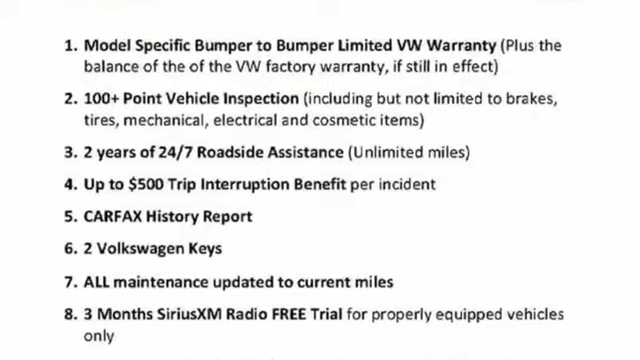 1. Model Specific Bumper to Bumper Limited VW Warranty (Plus the
balance of the of the VW factory warranty, if still in effect)
2. 100+ Point Vehicle Inspection (including but not limited to brakes,
tires, mechanical, electrical and cosmetic items)
3. 2 years of 24/7 Roadside Assistance (Unlimited miles)
4. Up to $500 Trip Interruption Benefit per incident
5. CARFAX History Report
6. 2 Volkswagen Keys
7. ALL maintenance updated to current miles
8. 3 Months SiriusXM Radio FREE Trial for properly equipped vehicles
only